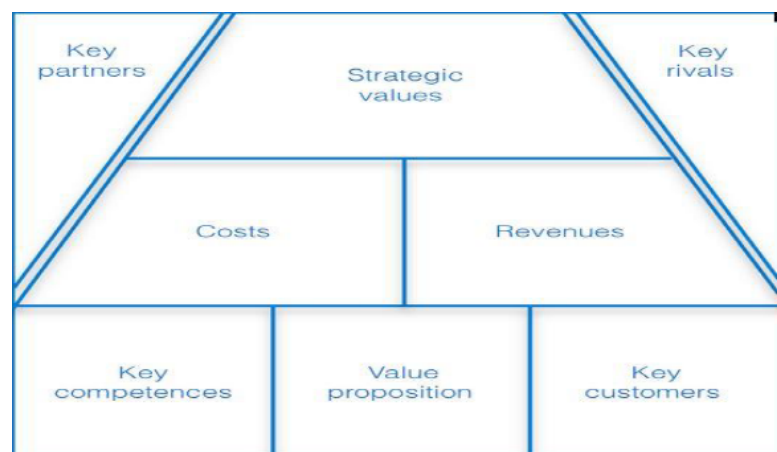 Key
partners
Strategic
values
Key
rivals
Costs
Revenues
Key
competences
Value
proposition
Key
customers